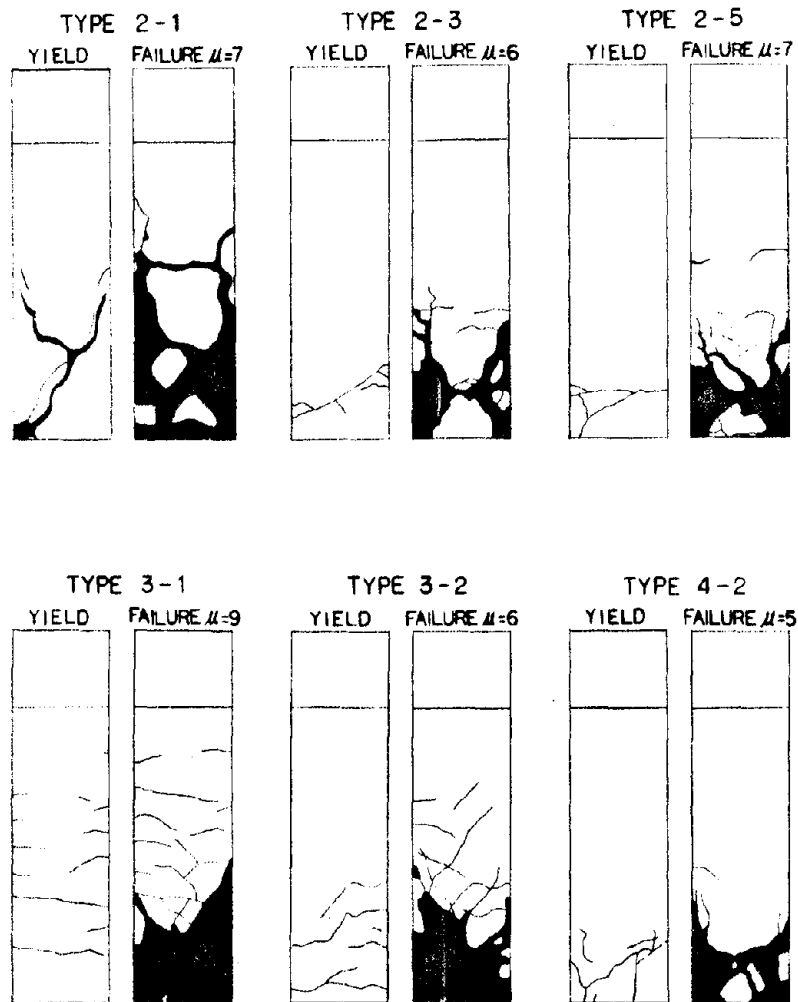 TYPE 2-1
YIELD FAILURE μ=7
TYPE 2-3
YIELD FAILURE μ=6
TYPE 2-5
YIELD FAILURE μ=7
TYPE 3-1
YIELD FAILURE μ=9
TYPE 3-2
YIELD FAILURE μ=6
TYPE 4-2
YIELD FAILURE μ=5